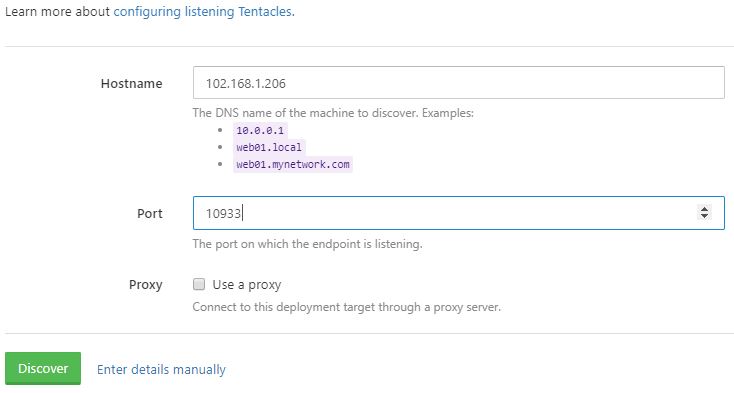 Learn more about configuring listening Tentacles.
Hostname
102.168.1.206
The DNS name of the machine to discover. Examples:
10.0.0.1
web01.local
web01.mynetwork.com
Port
10933
The port on which the endpoint is listening.
Proxy
Use a proxy
Connect to this deployment target through a proxy server.
Discover
Enter details manually